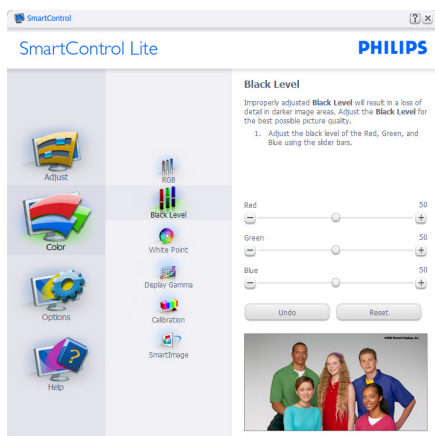 SmartControl
SmartControl Lite
PHILIPS
Adjust
Color
Options
Help
RGB
Black Level
White Point
Display Gamma
Calibration
SmartImage
Black Level
Improperly adjusted Black Level will result in a loss of
detail in darker image areas. Adjust the Black Level for
the best possible picture quality.
1. Adjust the black level of the Red, Green, and
Blue using the slider bars.
Red 50
Green 50
Blue 50
Undo Reset